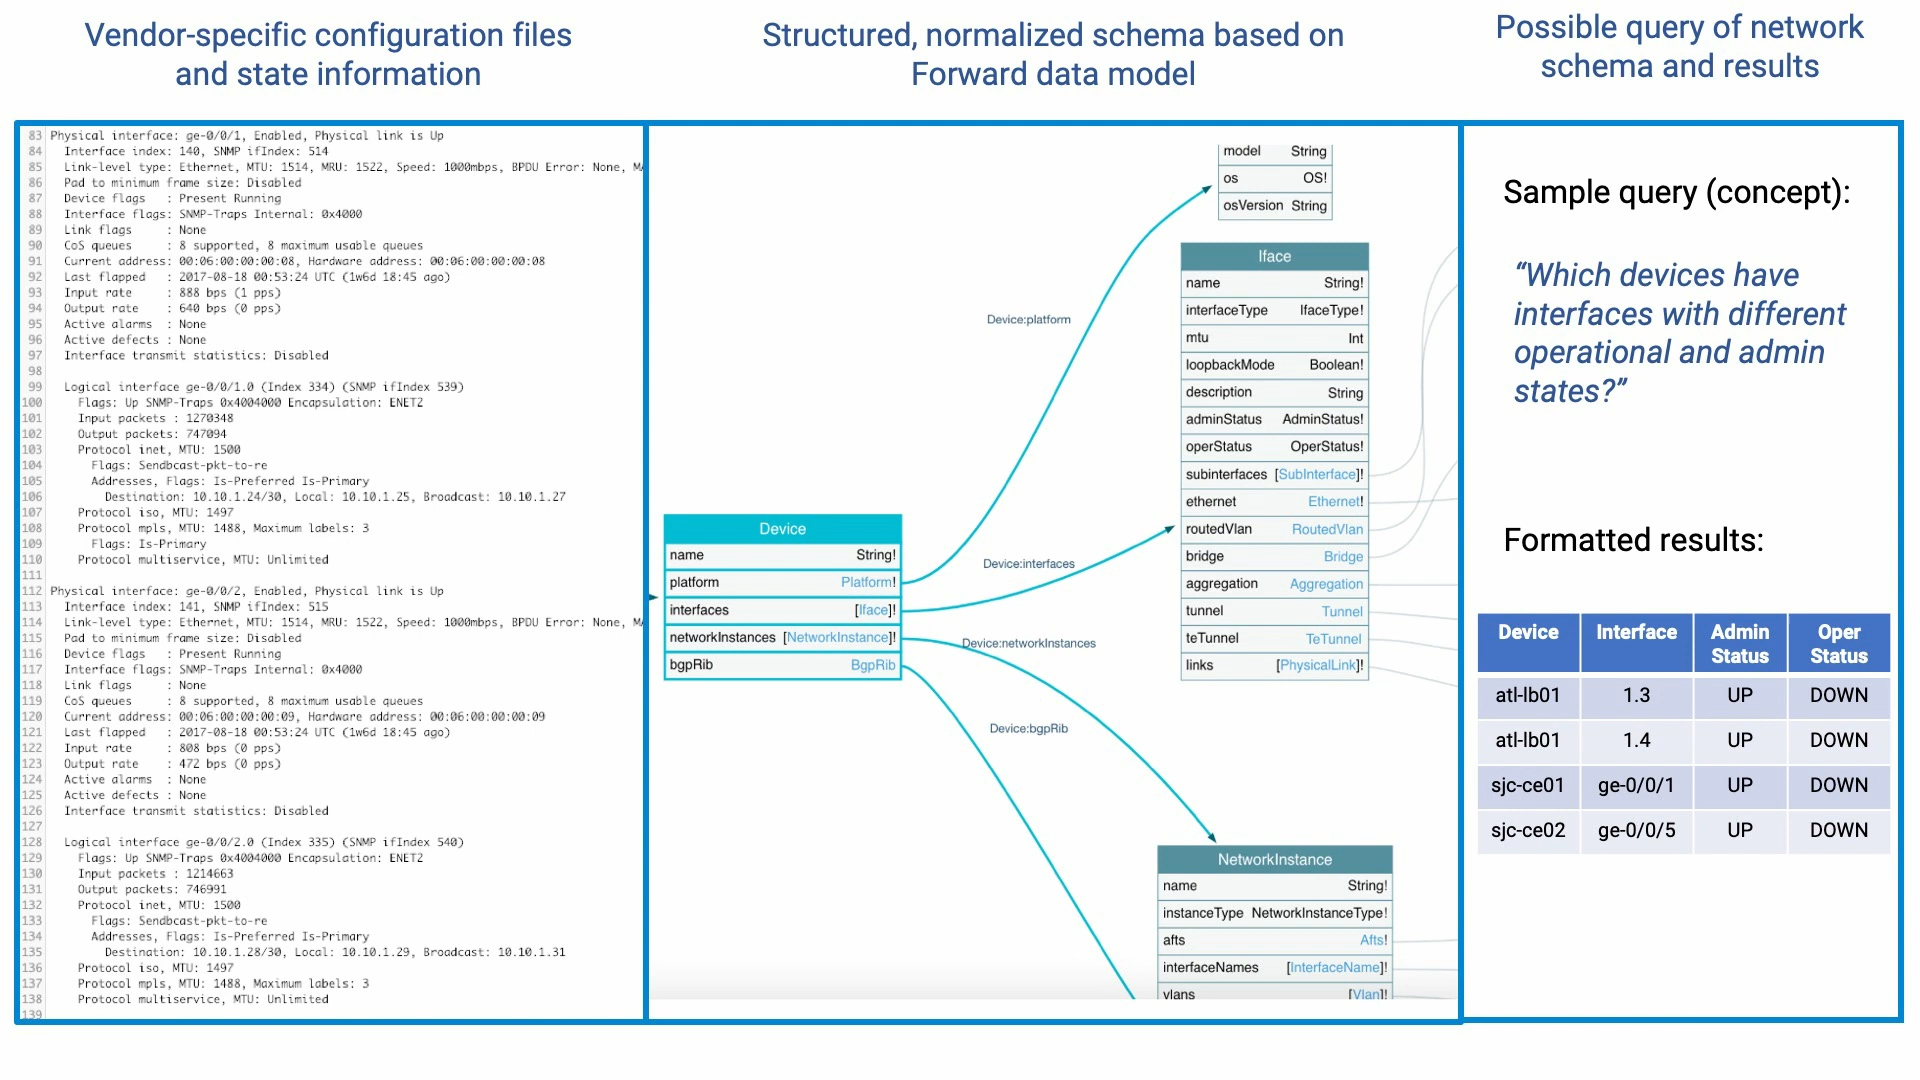 Vendor-specific configuration files
and state information
Structured, normalized schema based on
Forward data model
Possible query of network
schema and results
83 Physical interface: ge-0/0/1, Enabled, Physical link is Up
84 Interface index: 140, SNMP ifIndex: 514
85 Link-level type: Ethernet, MTU: 1514, MRU: 1522, Speed: 1000mbps, BPDU Error: None, MA
86 Pad to minimum frame size: Disabled
87 Device flags : Present Running
88 Interface flags: SNMP-Traps Internal: 0x4000
89 Link flags : None
90 CoS queues : 8 supported, 8 maximum usable queues
91 Current address: 00:06:00:00:00:08, Hardware address: 00:06:00:00:00:08
92 Last flapped : 2017-08-18 00:53:24 UTC (1w6d 18:45 ago)
93 Input rate : 888 bps (1 pps)
94 Output rate : 640 bps (0 pps)
95 Active alarms : None
96 Active defects : None
97 Interface transmit statistics: Disabled
98
99 Logical interface ge-0/0/1.0 (Index 334) (SNMP ifIndex 539)
100 Flags: Up SNMP-Traps 0x4004000 Encapsulation: ENET2
101 Input packets : 1270348
102 Output packets: 747094
103 Protocol inet, MTU: 1500
104 Flags: Sendbcast-pkt-to-re
105 Addresses, Flags: Is-Preferred Is-Primary
106 Destination: 10.10.1.24/30, Local: 10.10.1.25, Broadcast: 10.10.1.27
107 Protocol iso, MTU: 1497
108 Protocol mpls, MTU: 1488, Maximum labels: 3
109 Flags: Is-Primary
110 Protocol multiservice, MTU: Unlimited
111
112 Physical interface: ge-0/0/2, Enabled, Physical link is Up
113 Interface index: 141, SNMP ifIndex: 515
114 Link-level type: Ethernet, MTU: 1514, MRU: 1522, Speed: 1000mbps, BPDU Error: None, MA
115 Pad to minimum frame size: Disabled
116 Device flags : Present Running
117 Interface flags: SNMP-Traps Internal: 0x4000
118 Link flags : None
119 CoS queues : 8 supported, 8 maximum usable queues
120 Current address: 00:06:00:00:00:09, Hardware address: 00:06:00:00:00:09
121 Last flapped : 2017-08-18 00:53:24 UTC (1w6d 18:45 ago)
122 Input rate : 808 bps (0 pps)
123 Output rate : 472 bps (0 pps)
124 Active alarms : None
125 Active defects : None
126 Interface transmit statistics: Disabled
127
128 Logical interface ge-0/0/2.0 (Index 335) (SNMP ifIndex 540)
129 Flags: Up SNMP-Traps 0x4004000 Encapsulation: ENET2
130 Input packets : 1214663
131 Output packets: 746991
132 Protocol inet, MTU: 1500
133 Flags: Sendbcast-pkt-to-re
134 Addresses, Flags: Is-Preferred Is-Primary
135 Destination: 10.10.1.28/30, Local: 10.10.1.29, Broadcast: 10.10.1.31
136 Protocol iso, MTU: 1497
137 Protocol mpls, MTU: 1488, Maximum labels: 3
138 Protocol multiservice, MTU: Unlimited
139
Device
name String!
platform Platform!
interfaces [Iface]!
networkInstances [NetworkInstance]!
bgpRib BgpRib
Device:platform
Device:interfaces
Device:networkInstances
Device:bgpRib
model String
os OS!
osVersion String
Iface
name String!
interfaceType IfaceType!
mtu Int
loopbackMode Boolean!
description String
adminStatus AdminStatus!
operStatus OperStatus!
subinterfaces [SubInterface]!
ethernet Ethernet!
routedVlan RoutedVlan
bridge Bridge
aggregation Aggregation
tunnel Tunnel
teTunnel TeTunnel
links [PhysicalLink]!
NetworkInstance
name String!
instanceType NetworkInstanceType!
afts Afts!
interfaceNames [InterfaceName]!
vlans [Vlan]!
Sample query (concept):
“Which devices have
interfaces with different
operational and admin
states?”
Formatted results:
Device Interface Admin Status Oper Status
atl-lb01 1.3 UP DOWN
atl-lb01 1.4 UP DOWN
sjc-ce01 ge-0/0/1 UP DOWN
sjc-ce02 ge-0/0/5 UP DOWN